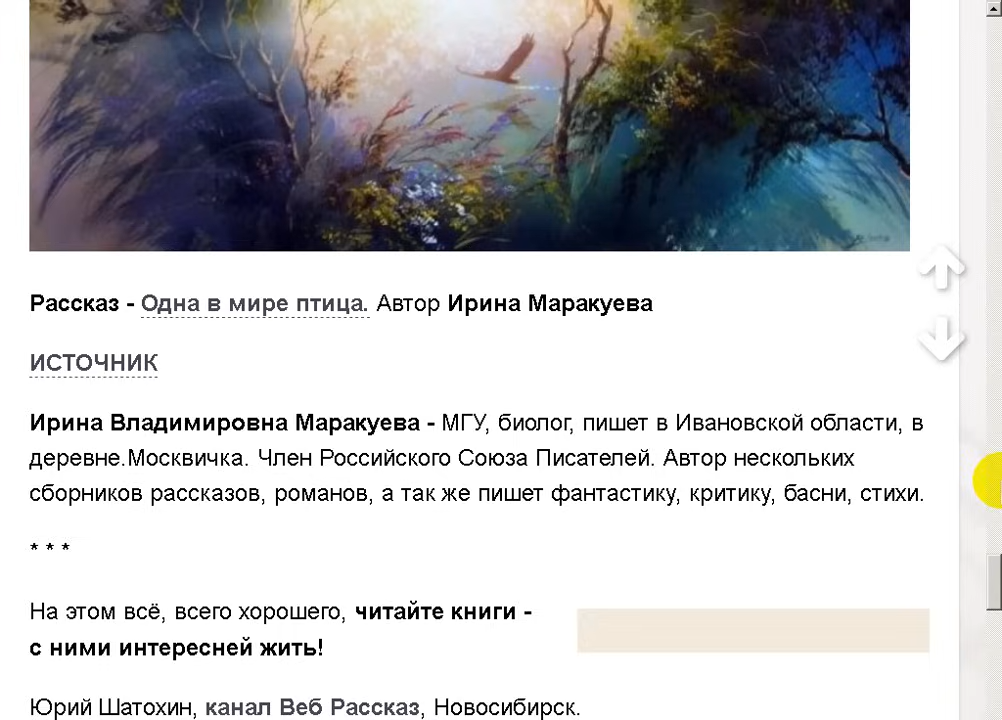 Рассказ - Одна в мире птица. Автор Ирина Маракуева
ИСТОЧНИК
Ирина Владимировна Маракуева - МГУ, биолог, пишет в Ивановской области, в
деревне.Москвичка. Член Российского Союза Писателей. Автор нескольких
сборников рассказов, романов, а так же пишет фантастику, критику, басни, стихи.
* * *
На этом всё, всего хорошего, читайте книги -
с ними интересней жить!
Юрий Шатохин, канал Веб Рассказ, Новосибирск.